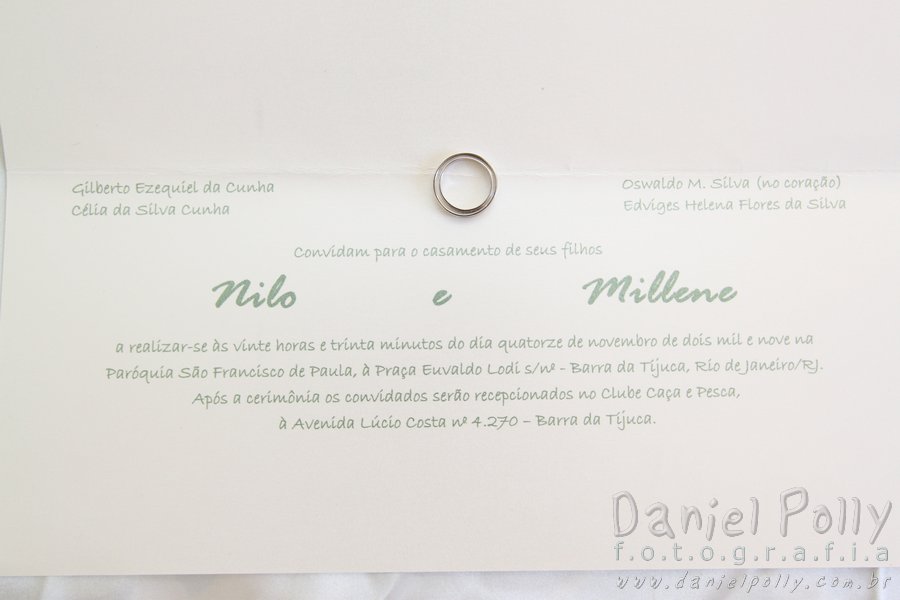 Gilberto Ezequiel da Cunha
Célia da Silva Cunha
Oswaldo M. Silva (no coração)
Edviges Helena Flores da Silva
Convidam para o casamento de seus filhos
Nilo e Millene
a realizar-se às vinte horas e trinta minutos do dia quatorze de novembro de dois mil e nove na
Paróquia São Francisco de Paula, à Praça Euvaldo Lodi s/nº - Barra da Tijuca, Rio de Janeiro/RJ.
Após a cerimônia os convidados serão recepcionados no Clube Caça e Pesca,
à Avenida Lúcio Costa nº 4.270 – Barra da Tijuca.
Daniel Polly
fotografia
www.danielpolly.com.br